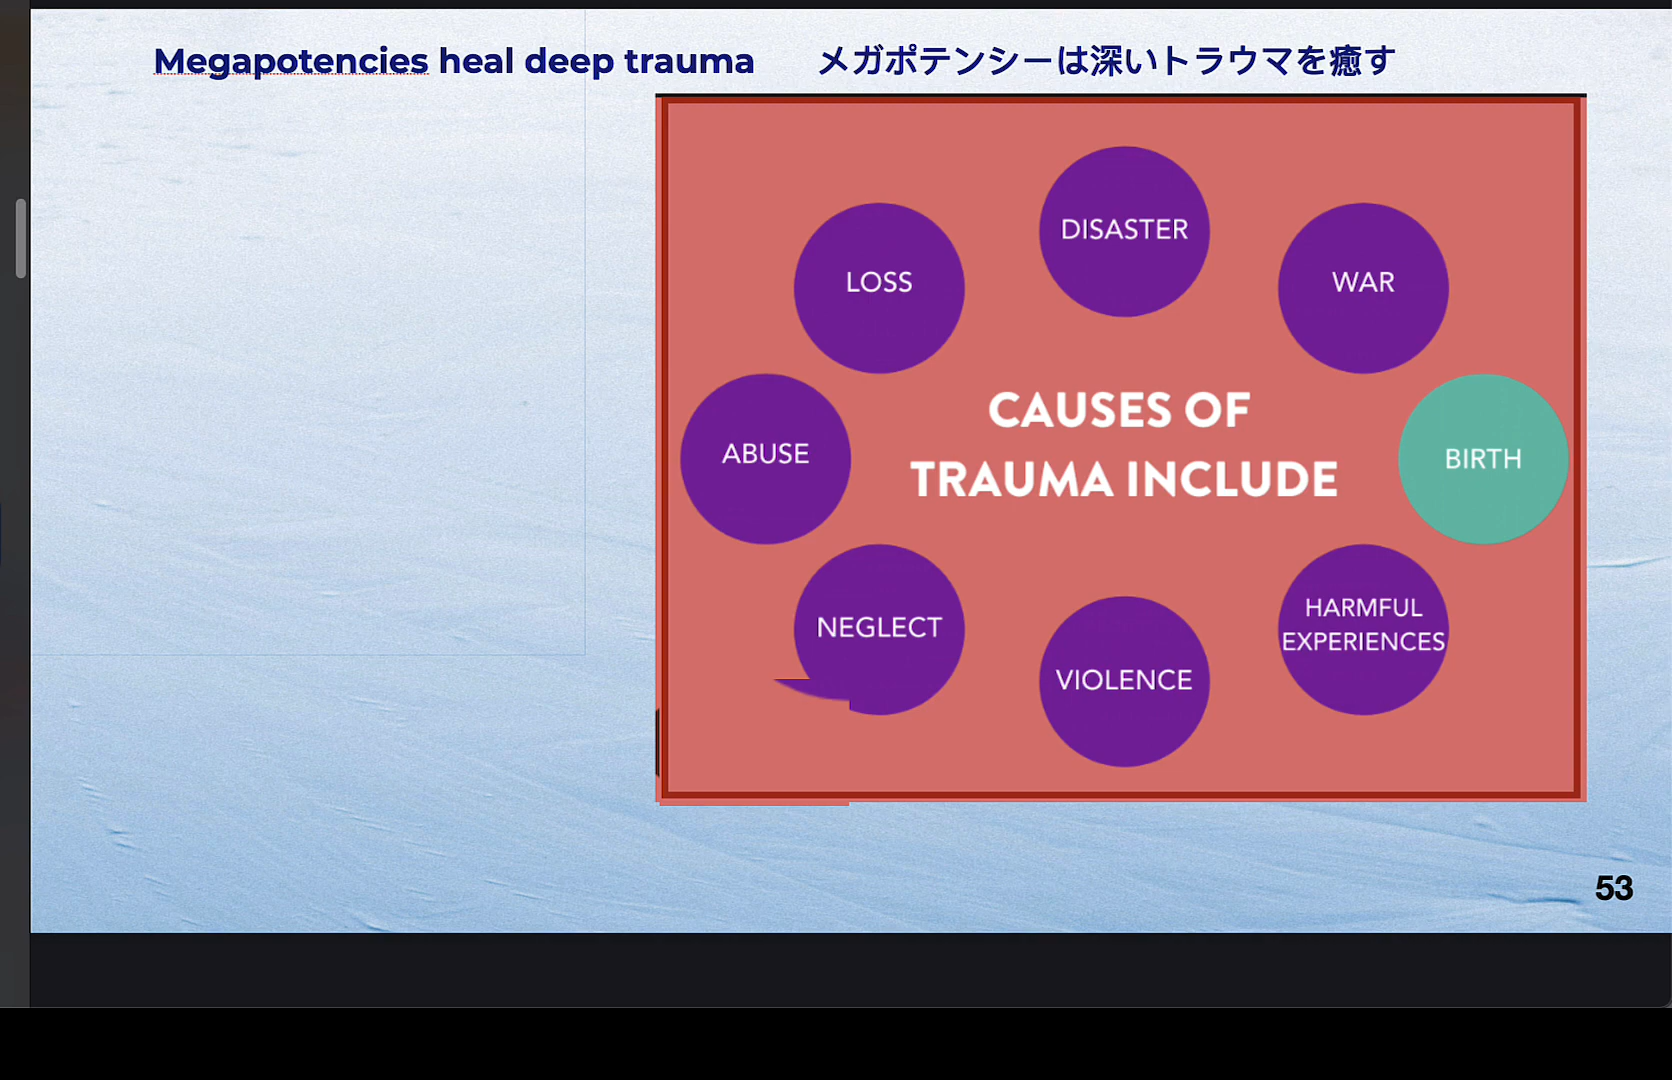 Megapotencies heal deep trauma メガポテンシーは深いトラウマを癒す
DISASTER
LOSS
WAR
CAUSES OF
TRAUMA INCLUDE
ABUSE
BIRTH
NEGLECT
HARMFUL
EXPERIENCES
VIOLENCE
53